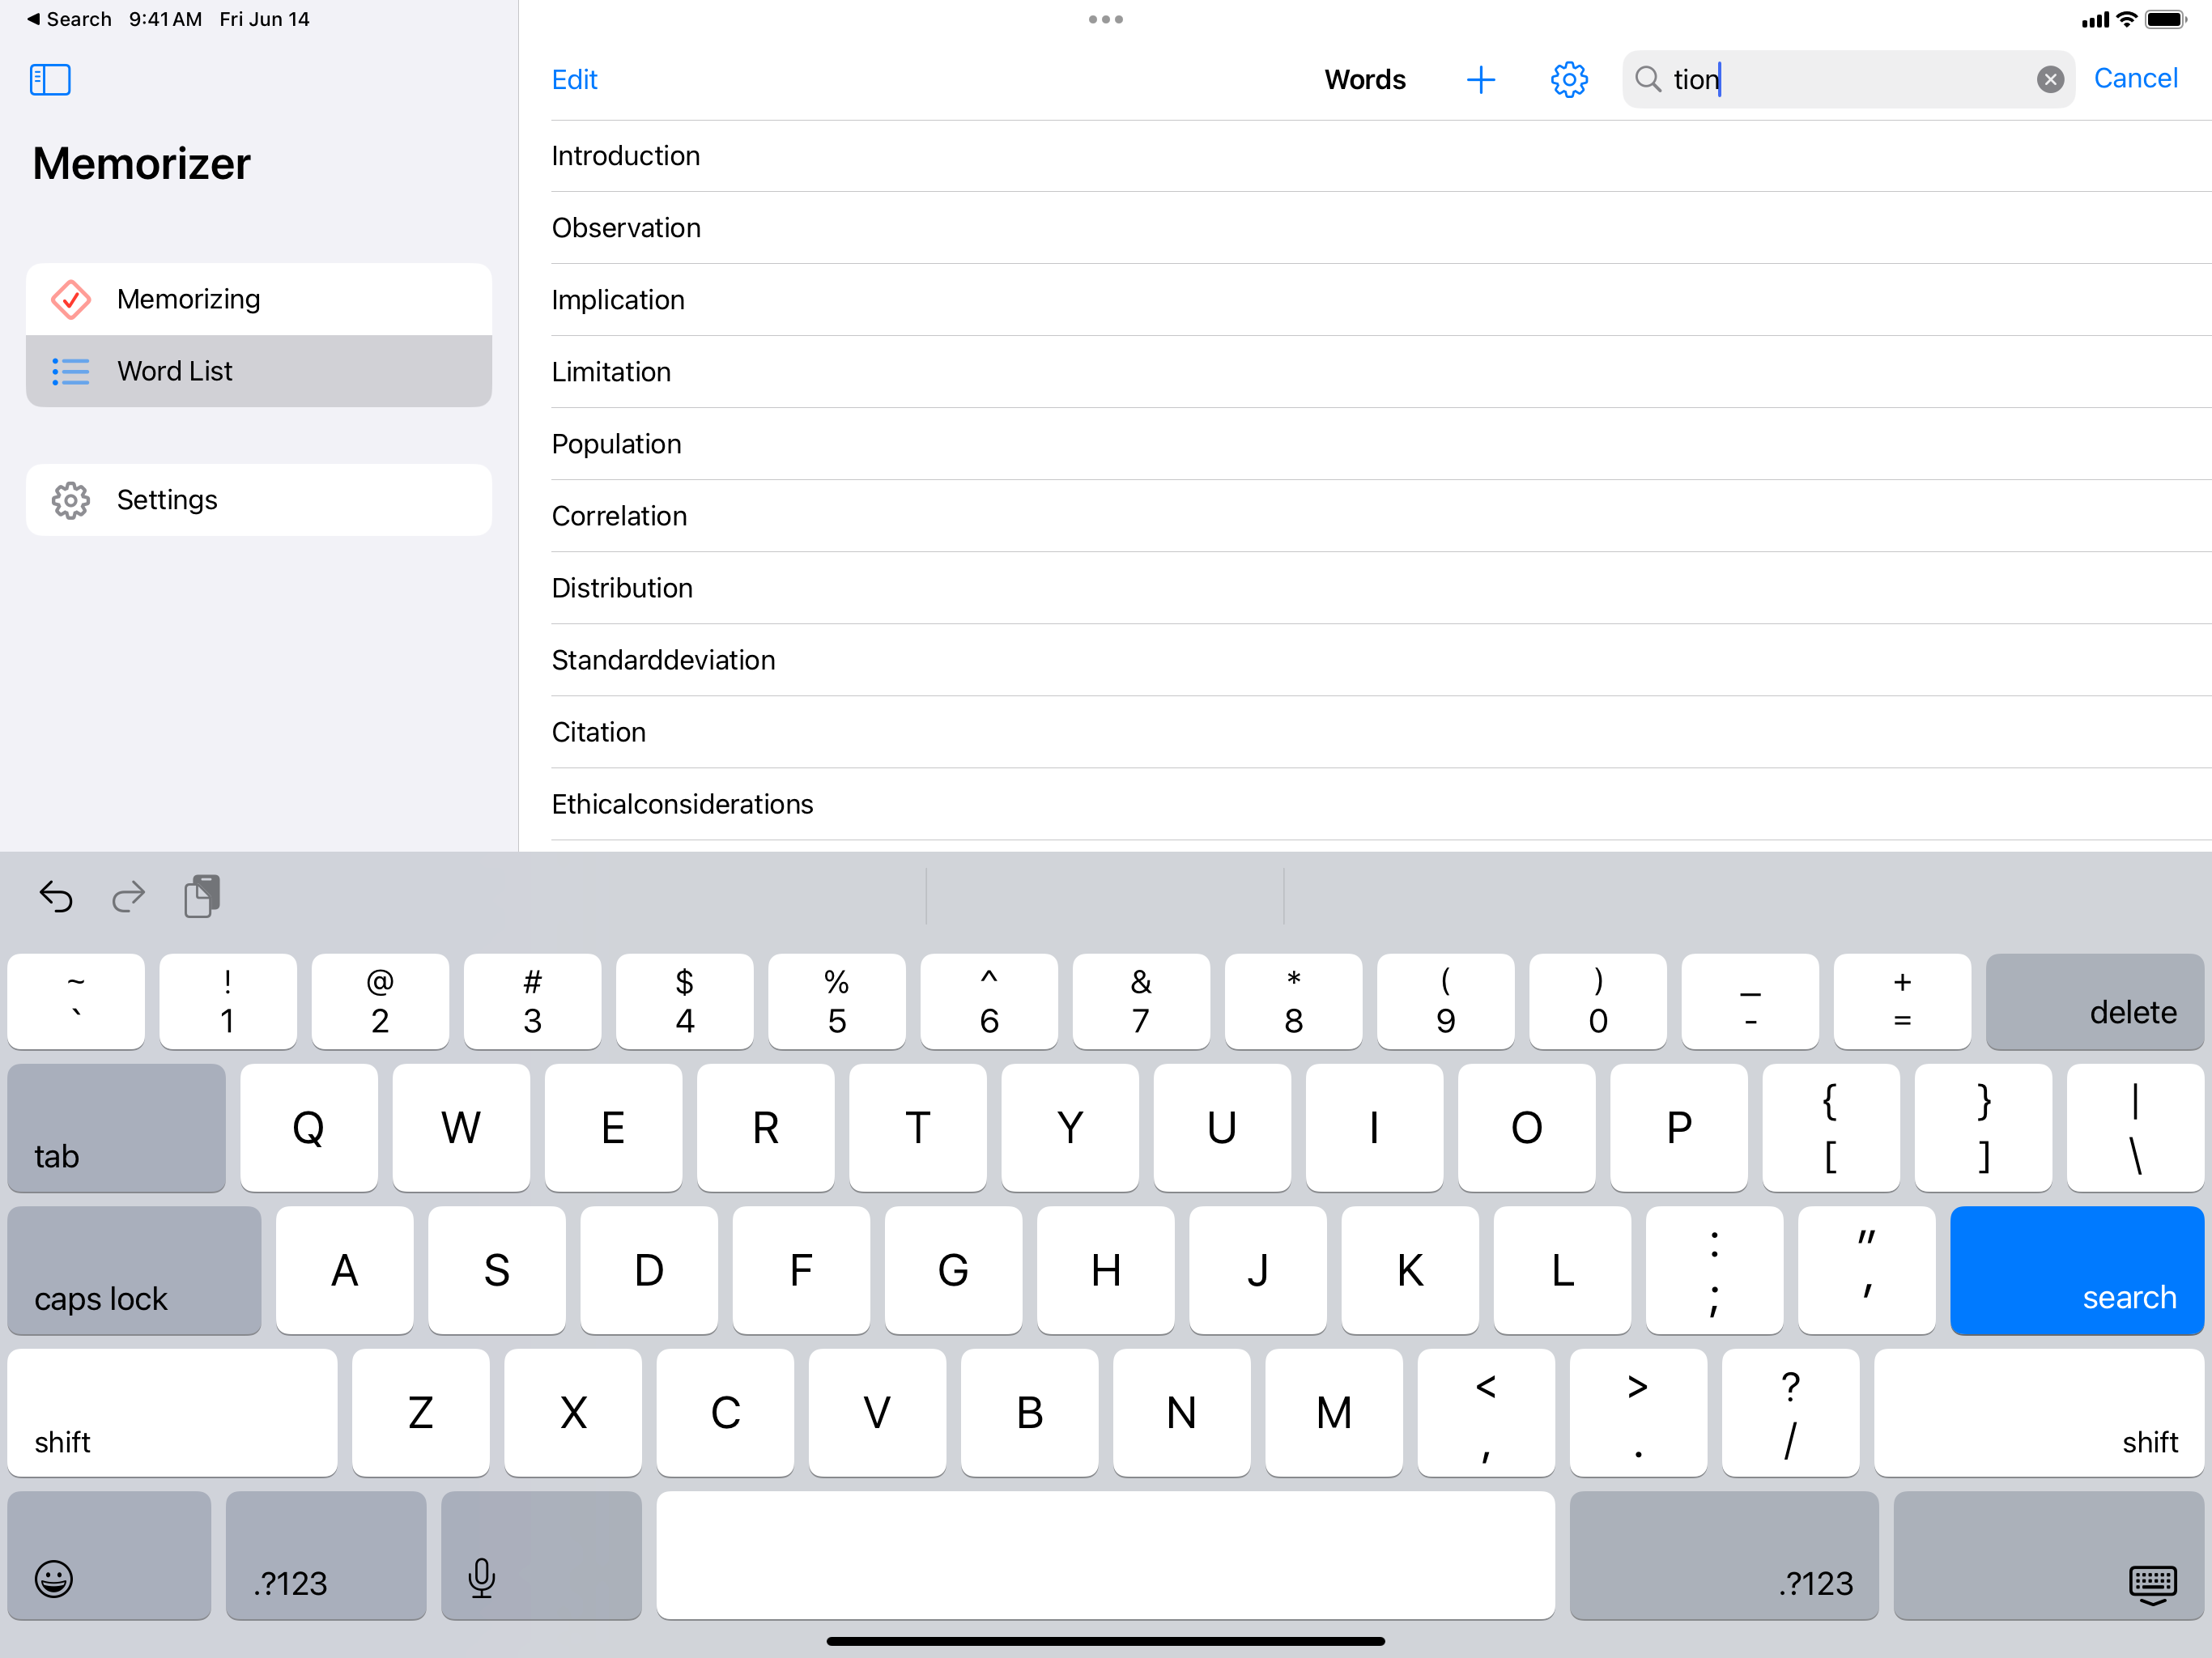 ◀ Search 9:41 AM Fri Jun 14
Memorizer
Memorizing
Word List
Settings
Edit Words tion Cancel
Introduction
Observation
Implication
Limitation
Population
Correlation
Distribution
Standarddeviation
Citation
Ethicalconsiderations
~ ! @ # $ % ^ & * ( ) _ +
` 1 2 3 4 5 6 7 8 9 0 - = delete
tab Q W E R T Y U I O P { [ } ] | \
caps lock A S D F G H J K L : ; " ' search
shift Z X C V B N M < , > . ? / shift
.?123 .?123